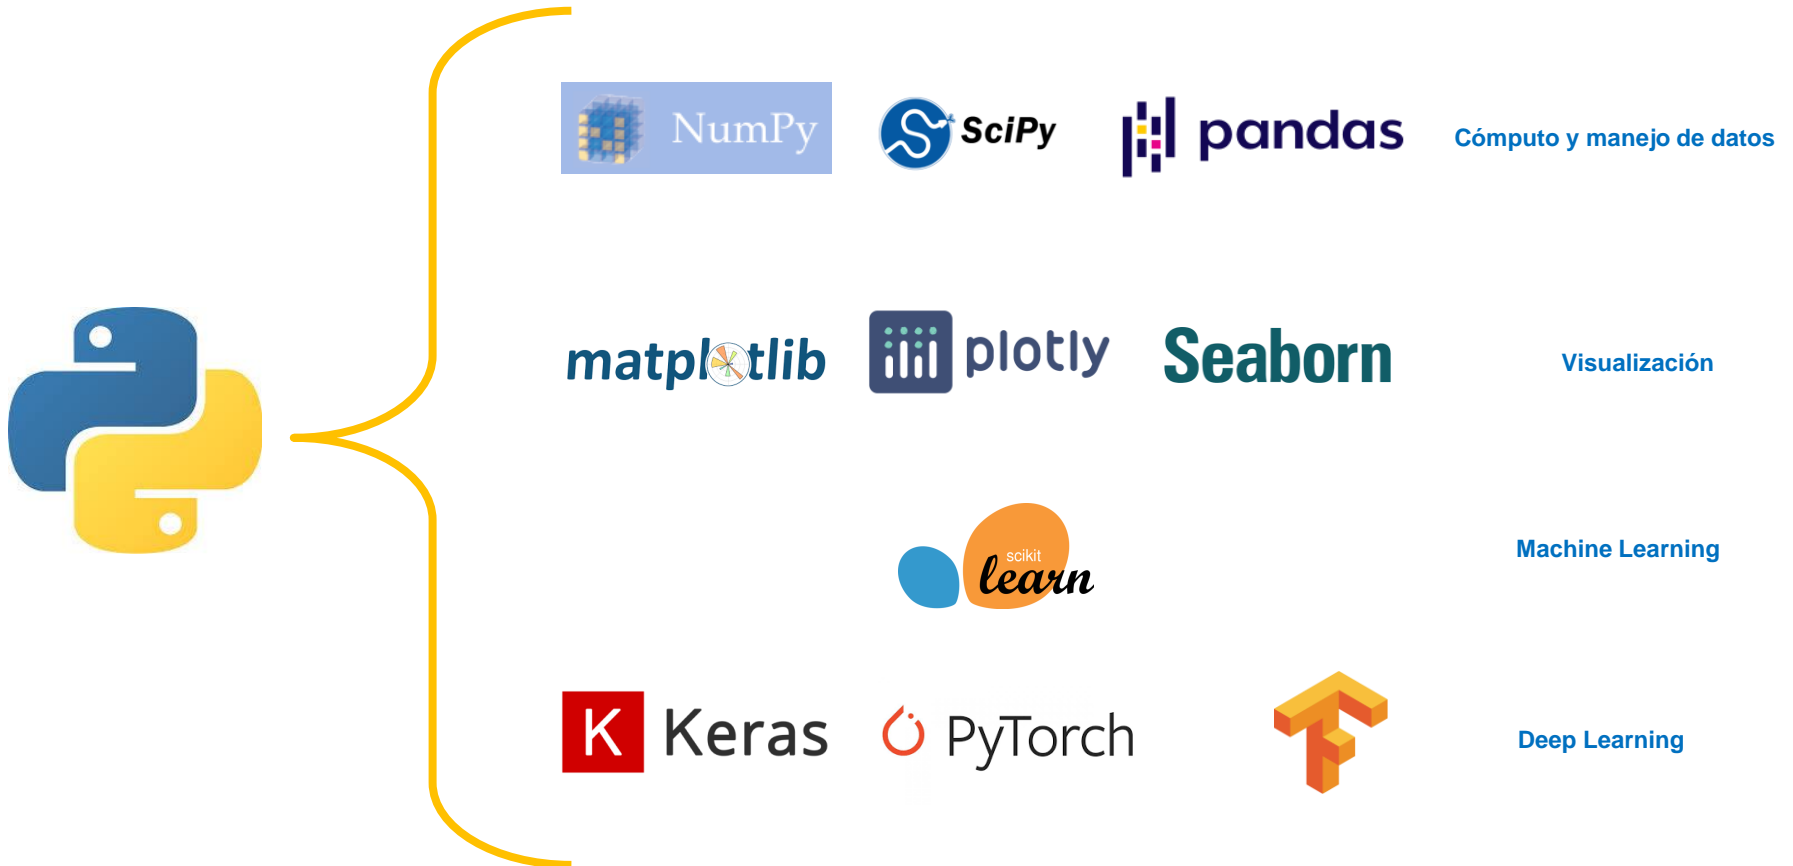 NumPy
SciPy
pandas
Cómputo y manejo de datos
matplotlib
plotly
Seaborn
Visualización
scikit
learn
Machine Learning
K Keras
PyTorch
Deep Learning